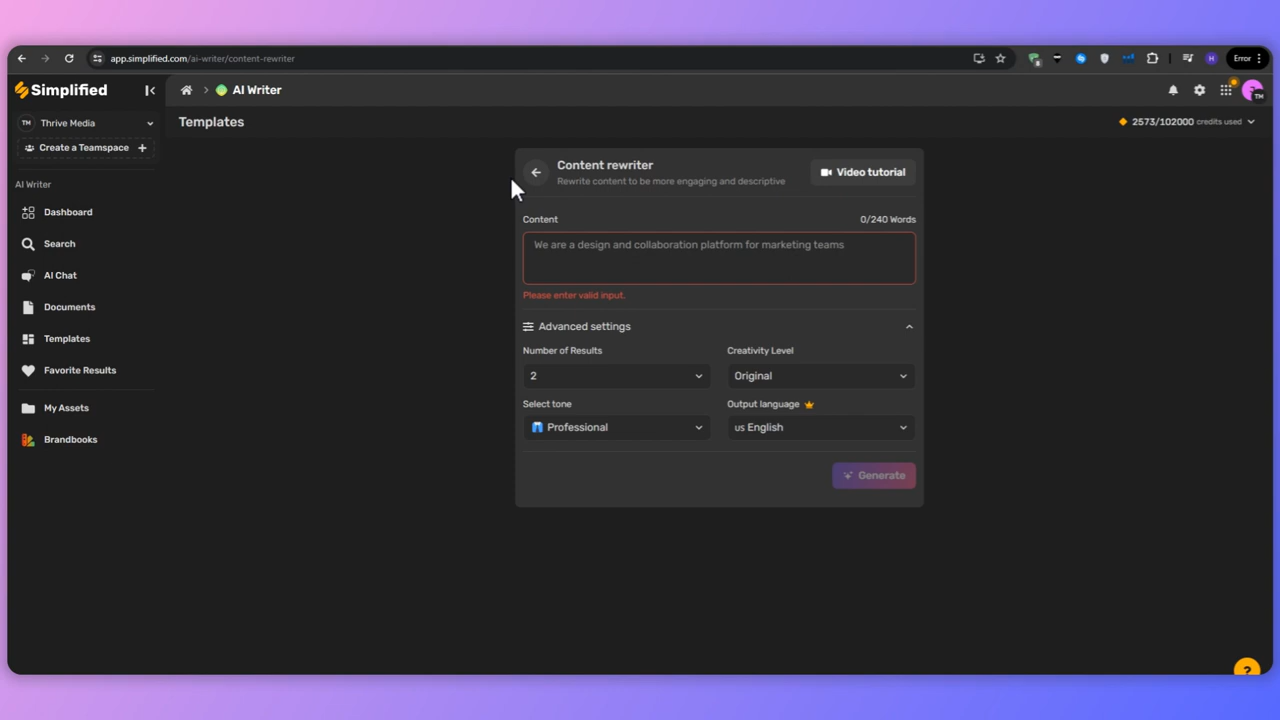 app.simplified.com/ai-writer/content-rewriter
H
Error
Simplified
AI Writer
TM
TM Thrive Media
Templates
2573/102000 credits used
Create a Teamspace +
Content rewriter
Rewrite content to be more engaging and descriptive
Video tutorial
AI Writer
Dashboard
Content
0/240 Words
Search
We are a design and collaboration platform for marketing teams
AI Chat
Please enter valid input.
Documents
Advanced settings
Templates
Number of Results
Creativity Level
Favorite Results
2
Original
Select tone
Output language
My Assets
Professional
us English
Brandbooks
Generate
?